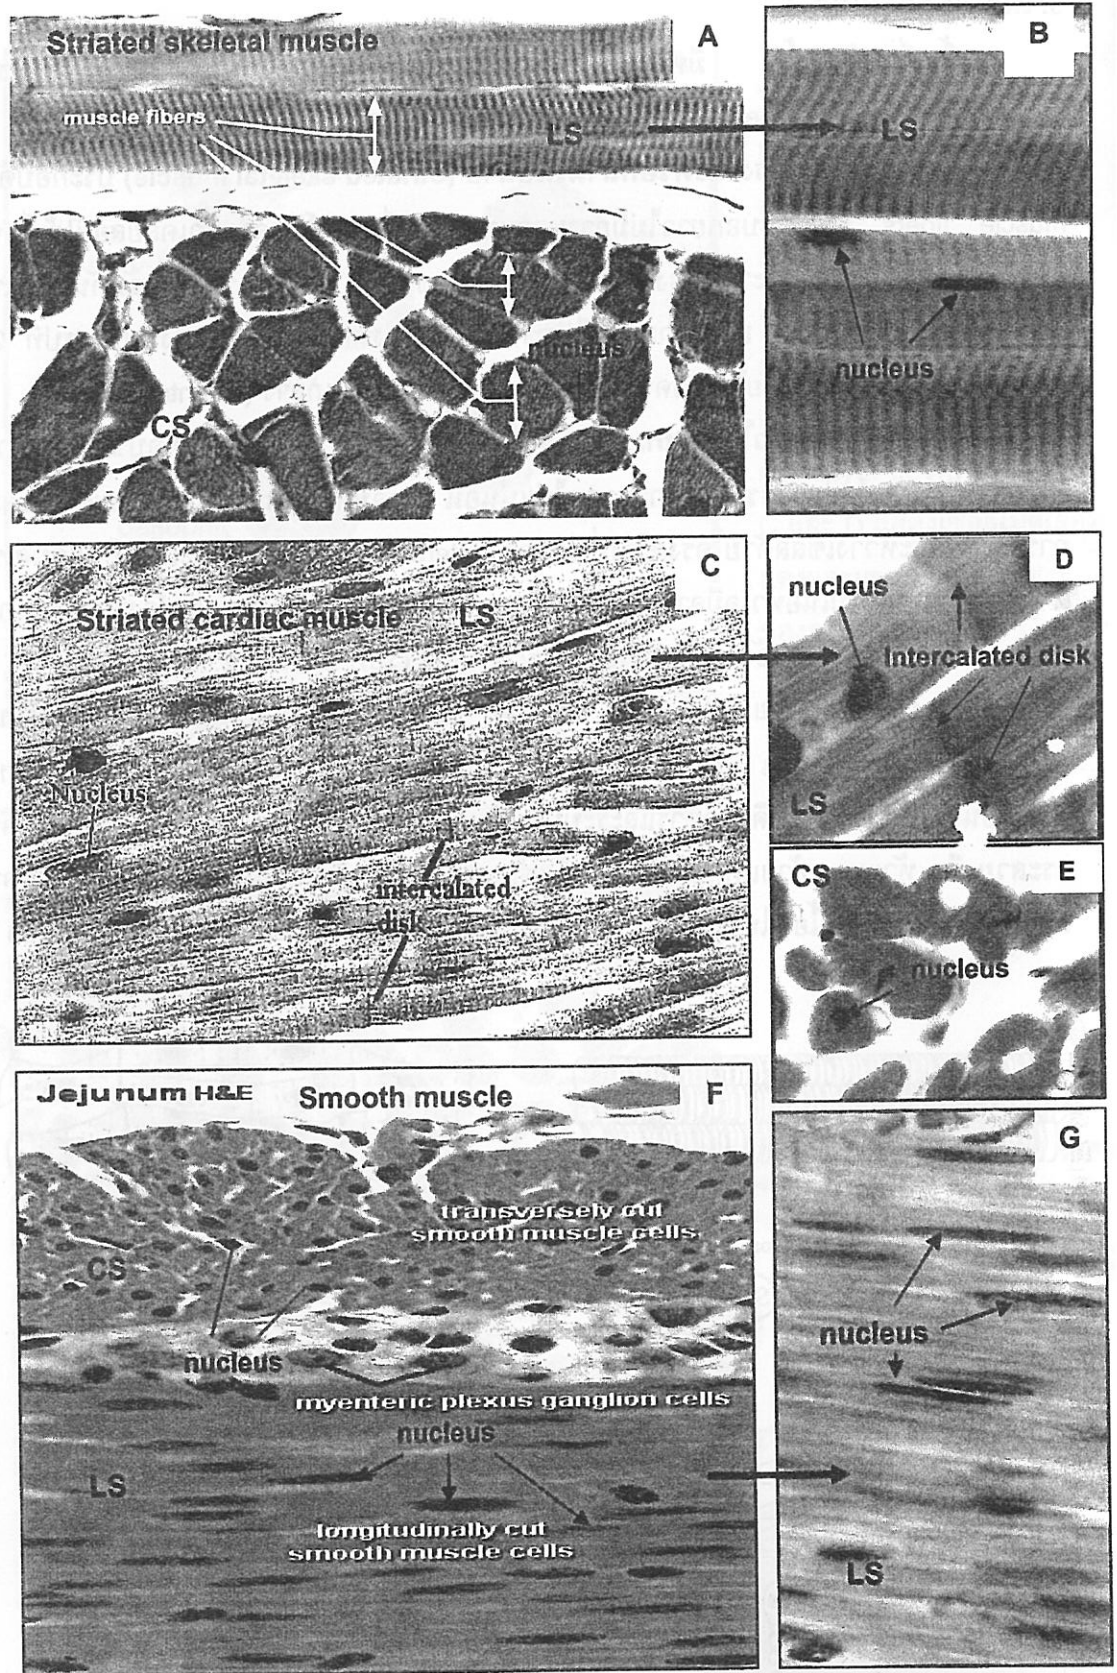 Striated skeletal muscle
A
muscle fibers
LS
nucleus
CS
B
LS
nucleus
C
Striated cardiac muscle
LS
Nucleus
intercalated
disk
D
nucleus
Intercalated disk
LS
E
CS
nucleus
Jejunum H&E
Smooth muscle
F
transversely cut
smooth muscle cells.
CS
nucleus
myenteric plexus ganglion cells
nucleus
LS
longitudinally cut
smooth muscle cells
G
nucleus
LS